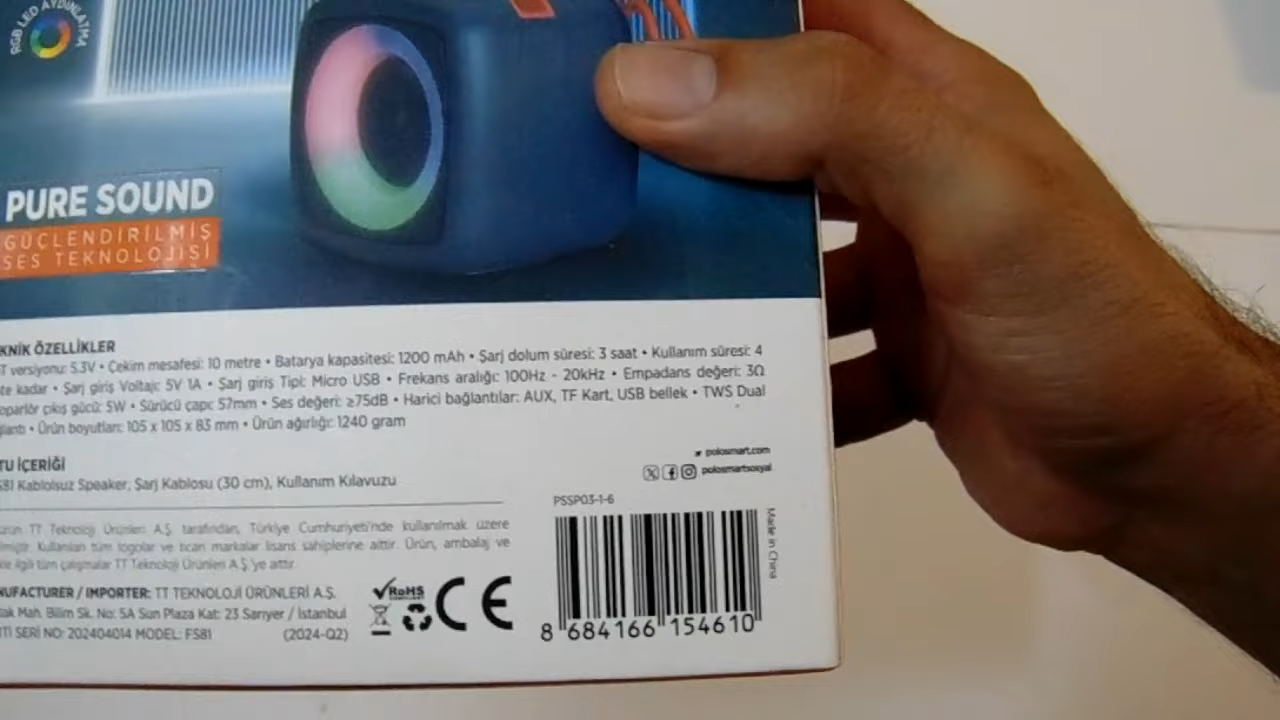 RGB LED AYDINLATMA
PURE SOUND
GÜÇLENDİRİLMİŞ
SES TEKNOLOJİSİ
KNİK ÖZELLİKLER
T versiyonu: 5.3V • Çekim mesafesi: 10 metre • Batarya kapasitesi: 1200 mAh • Şarj dolum süresi: 3 saat • Kullanım süresi: 4
te kadar • Şarj giriş Voltajı: 5V 1A • Şarj giriş Tipi: Micro USB • Frekans aralığı: 100Hz - 20kHz • Empadans değeri: 3Ω
oparlör çıkış gücü: 5W • Sürücü çapı: 57mm • Ses değeri: ≥75dB • Harici bağlantılar: AUX, TF Kart, USB bellek • TWS Dual
ğlantı • Ürün boyutları: 105 x 105 x 83 mm • Ürün ağırlığı: 1240 gram
TU İÇERİĞİ
S81 Kablolsuz Speaker, Şarj Kablosu (30 cm), Kullanım Kılavuzu
polosmart.com
polosmartsosyal
PSSP03-1-6
TT Teknoloji Ürünleri A.Ş. tarafından, Türkiye Cumhuriyeti'nde kullanılmak üzere
Kullanılan tüm logolar ve ticari markalar lisans sahiplerine aittir. Ürün, ambalaj ve
ile ilgili tüm çalışmalar TT Teknoloji Ürünleri A.Ş.'ye aittir.
NUFACTURER / IMPORTER: TT TEKNOLOJİ ÜRÜNLERİ A.Ş.
ak Mah. Bilim Sk. No: 5A Sun Plaza Kat: 23 Sarıyer / İstanbul
Tİ SERİ NO: 202404014 MODEL: FS81 (2024-Q2)
RoHS
CE
Made in China
8 684166 154610